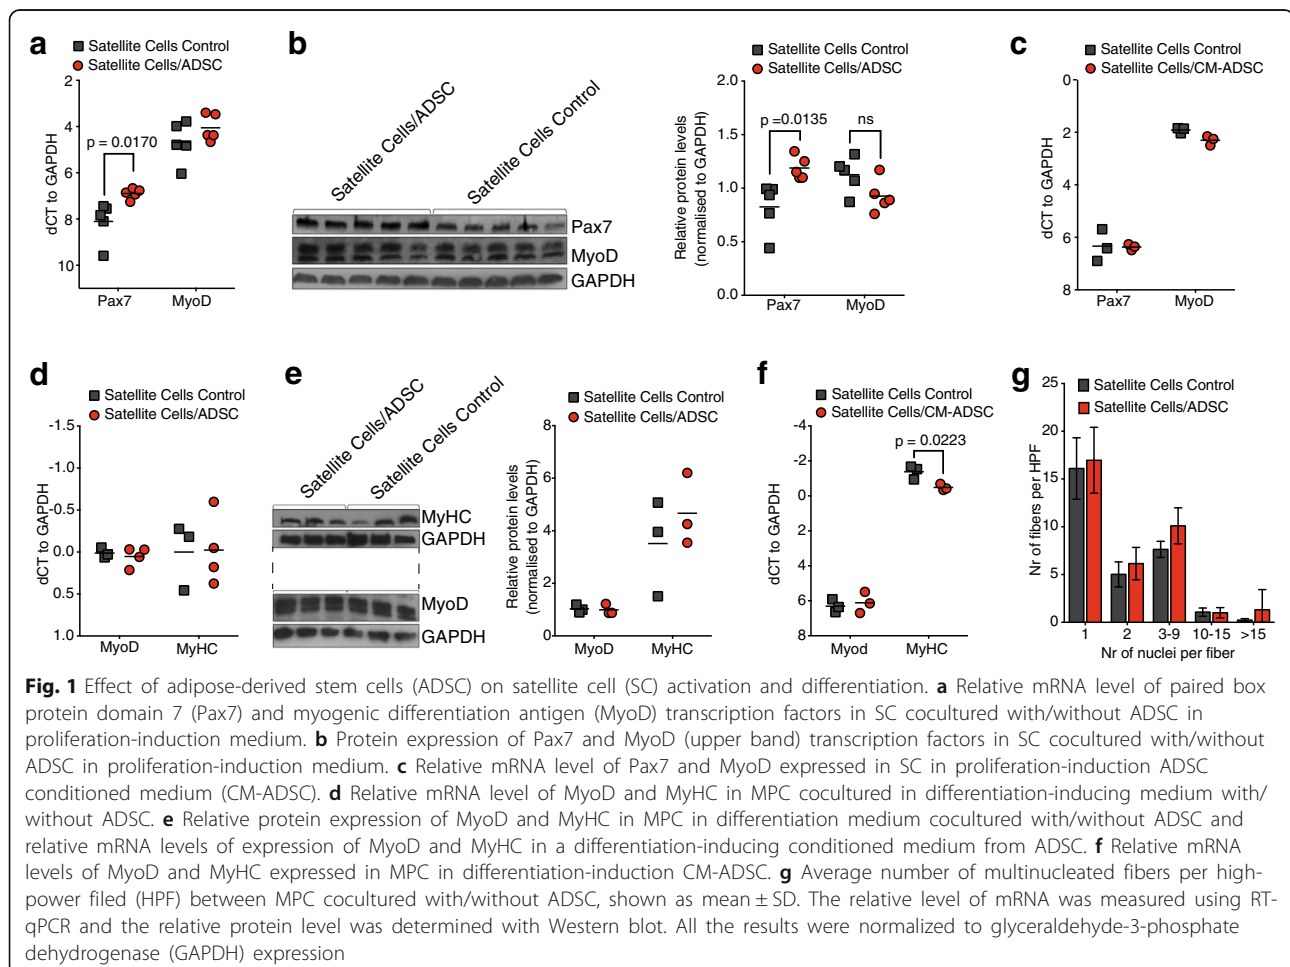 a
Satellite Cells Control
Satellite Cells/ADSC
2
4
6
8
10
dCT to GAPDH
p = 0.0170
Pax7
MyoD
b
Satellite Cells/ADSC
Satellite Cells Control
Pax7
MyoD
GAPDH
Satellite Cells Control
Satellite Cells/ADSC
2.0
1.5
1.0
0.5
0.0
Relative protein levels
(normalised to GAPDH)
p =0.0135
ns
Pax7
MyoD
c
Satellite Cells Control
Satellite Cells/CM-ADSC
0
2
4
6
8
dCT to GAPDH
Pax7
MyoD
d
Satellite Cells Control
Satellite Cells/ADSC
-1.5
-1.0
-0.5
0.0
0.5
1.0
dCT to GAPDH
MyoD
MyHC
e
Satellite Cells/ADSC
Satellite Cells Control
MyHC
GAPDH
MyoD
GAPDH
Satellite Cells Control
Satellite Cells/ADSC
8
6
4
2
0
Relative protein levels
(normalised to GAPDH)
MyoD
MyHC
f
Satellite Cells Control
Satellite Cells/CM-ADSC
-4
-2
0
2
4
6
8
dCT to GAPDH
p = 0.0223
Myod
MyHC
g
Satellite Cells Control
Satellite Cells/ADSC
25
20
15
10
5
0
Nr of fibers per HPF
1
2
3-9
10-15
>15
Nr of nuclei per fiber
Fig. 1 Effect of adipose-derived stem cells (ADSC) on satellite cell (SC) activation and differentiation. a Relative mRNA level of paired box
protein domain 7 (Pax7) and myogenic differentiation antigen (MyoD) transcription factors in SC cocultured with/without ADSC in
proliferation-induction medium. b Protein expression of Pax7 and MyoD (upper band) transcription factors in SC cocultured with/without
ADSC in proliferation-induction medium. c Relative mRNA level of Pax7 and MyoD expressed in SC in proliferation-induction ADSC
conditioned medium (CM-ADSC). d Relative mRNA level of MyoD and MyHC in MPC cocultured in differentiation-inducing medium with/
without ADSC. e Relative protein expression of MyoD and MyHC in MPC in differentiation medium cocultured with/without ADSC and
relative mRNA levels of expression of MyoD and MyHC in a differentiation-inducing conditioned medium from ADSC. f Relative mRNA
levels of MyoD and MyHC expressed in MPC in differentiation-induction CM-ADSC. g Average number of multinucleated fibers per high-
power filed (HPF) between MPC cocultured with/without ADSC, shown as mean ± SD. The relative level of mRNA was measured using RT-
qPCR and the relative protein level was determined with Western blot. All the results were normalized to glyceraldehyde-3-phosphate
dehydrogenase (GAPDH) expression